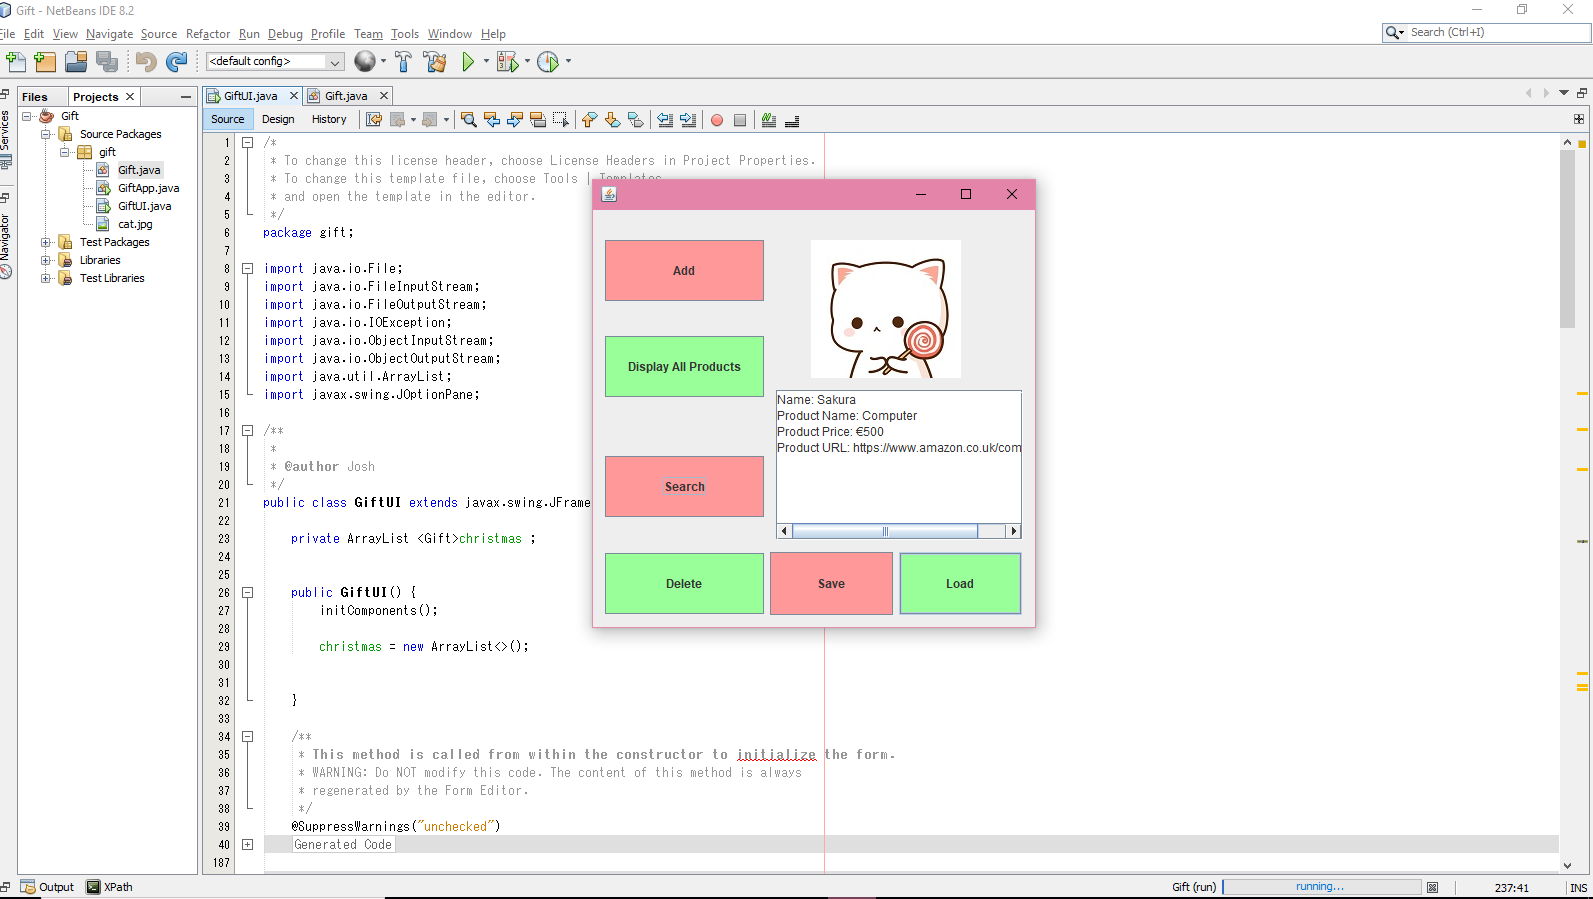 Gift - NetBeans IDE 8.2
File Edit View Navigate Source Refactor Run Debug Profile Team Tools Window Help
Search (Ctrl+I)
<default config>
Files Projects
GiftUI.java Gift.java
Services
Navigator
Gift
Source Packages
gift
Gift.java
GiftApp.java
GiftUI.java
cat.jpg
Test Packages
Libraries
Test Libraries
Source Design History
1 /*
2 * To change this license header, choose License Headers in Project Properties.
3 * To change this template file, choose Tools | Templates
4 * and open the template in the editor.
5 */
6 package gift;
7
8 import java.io.File;
9 import java.io.FileInputStream;
10 import java.io.FileOutputStream;
11 import java.io.IOException;
12 import java.io.ObjectInputStream;
13 import java.io.ObjectOutputStream;
14 import java.util.ArrayList;
15 import javax.swing.JOptionPane;
16
17 /**
18 *
19 * @author Josh
20 */
21 public class GiftUI extends javax.swing.JFrame
22
23 private ArrayList <Gift>christmas ;
24
25
26 public GiftUI() {
27 initComponents();
28
29 christmas = new ArrayList<>();
30
31
32 }
33
34 /**
35 * This method is called from within the constructor to initialize the form.
36 * WARNING: Do NOT modify this code. The content of this method is always
37 * regenerated by the Form Editor.
38 */
39 @SuppressWarnings("unchecked")
40 Generated Code
187
Add
Display All Products
Search
Delete
Save
Load
Name: Sakura
Product Name: Computer
Product Price: €500
Product URL: https://www.amazon.co.uk/com
Output XPath
Gift (run) running... 237:41 INS